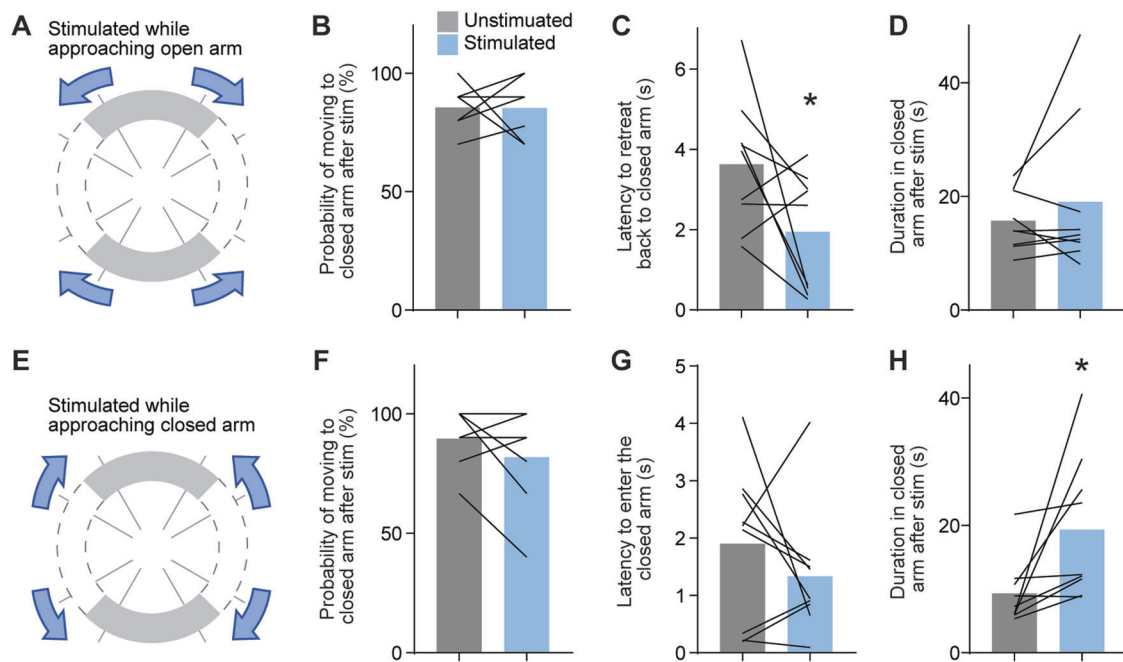 A
Stimulated while
approaching open arm
B
Unstimuated
Stimulated
Probability of moving to
closed arm after stim (%)
100
50
0
C
Latency to retreat
back to closed arm (s)
6
4
2
0
*
D
Duration in closed
arm after stim (s)
40
20
0
E
Stimulated while
approaching closed arm
F
Probability of moving to
closed arm after stim (%)
100
50
0
G
Latency to enter the
closed arm (s)
5
4
3
2
1
0
H
Duration in closed
arm after stim (s)
40
20
0
*